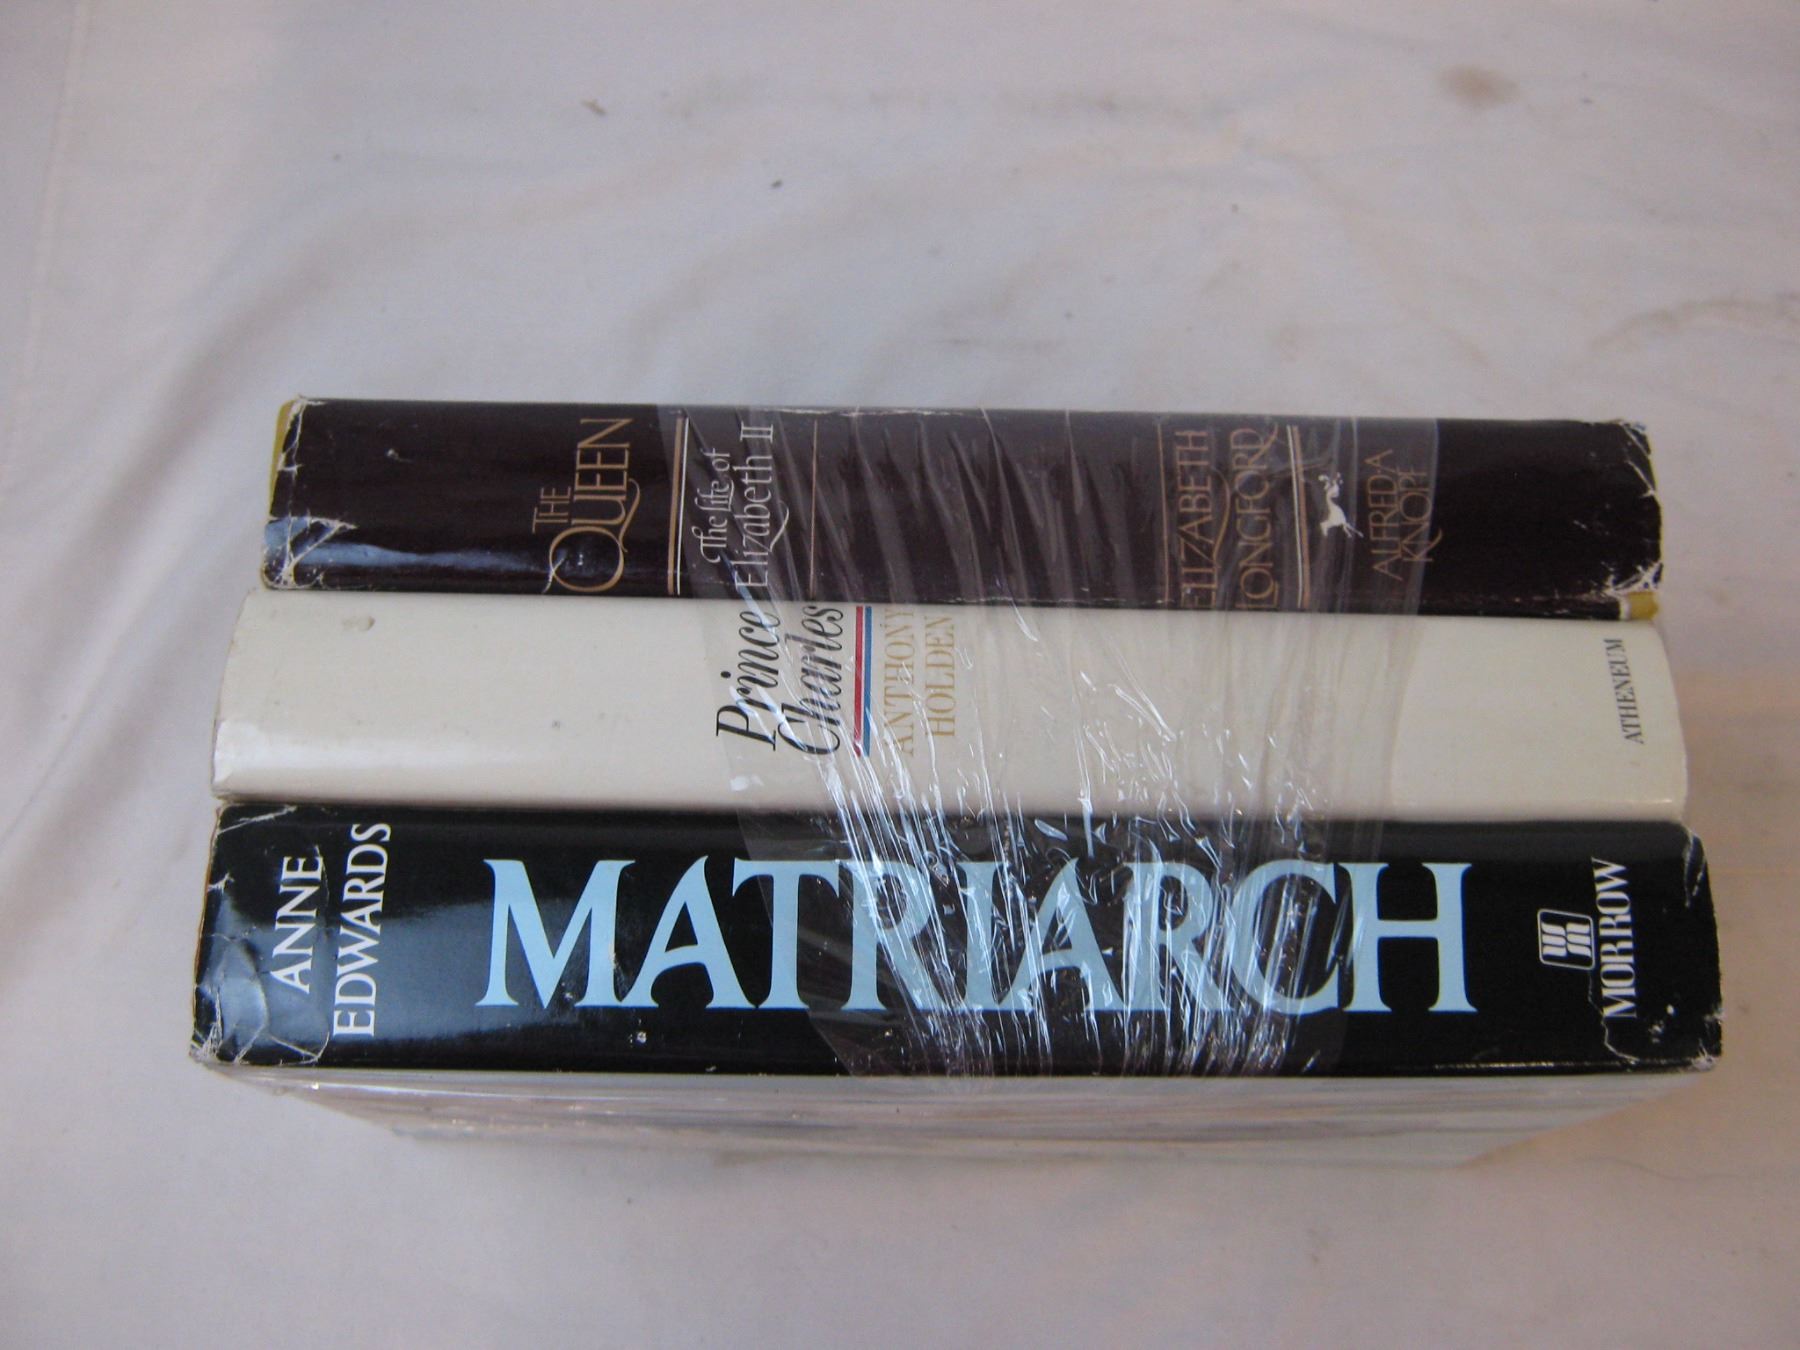 THE
QUEEN
The Life of
Elizabeth II
ELIZABETH
LONGFORD
ALFRED A
KNOPF
Prince
Charles
ANTHONY
HOLDEN
ATHENEUM
ANNE
EDWARDS
MATRIARCH
MORROW